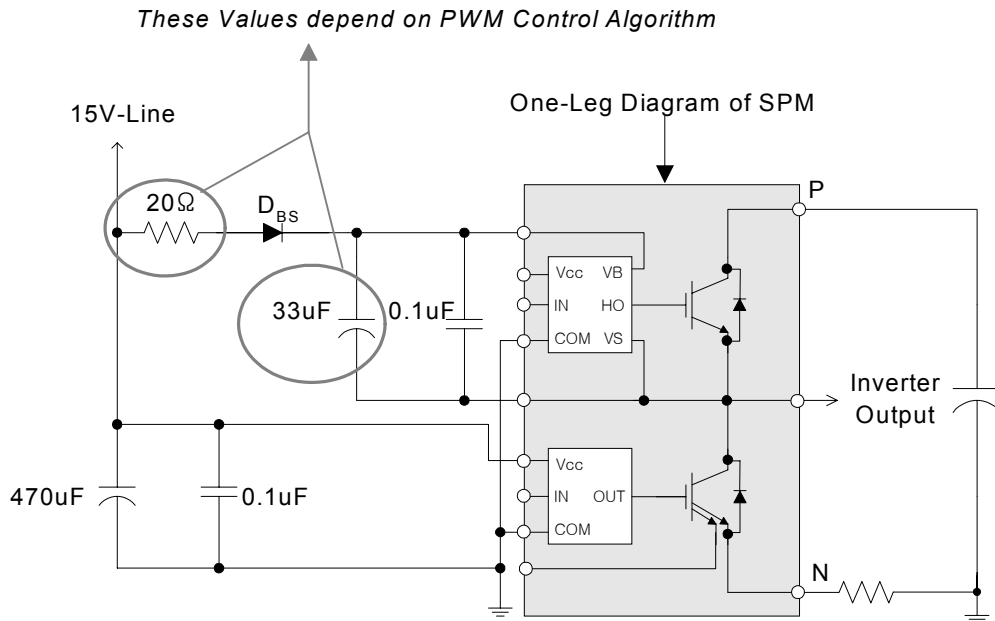 These Values depend on PWM Control Algorithm
15V-Line
One-Leg Diagram of SPM
P
20Ω
DBS
Vcc
VB
IN
HO
COM
VS
33uF
0.1uF
Inverter
Output
Vcc
IN
OUT
COM
470uF
0.1uF
N